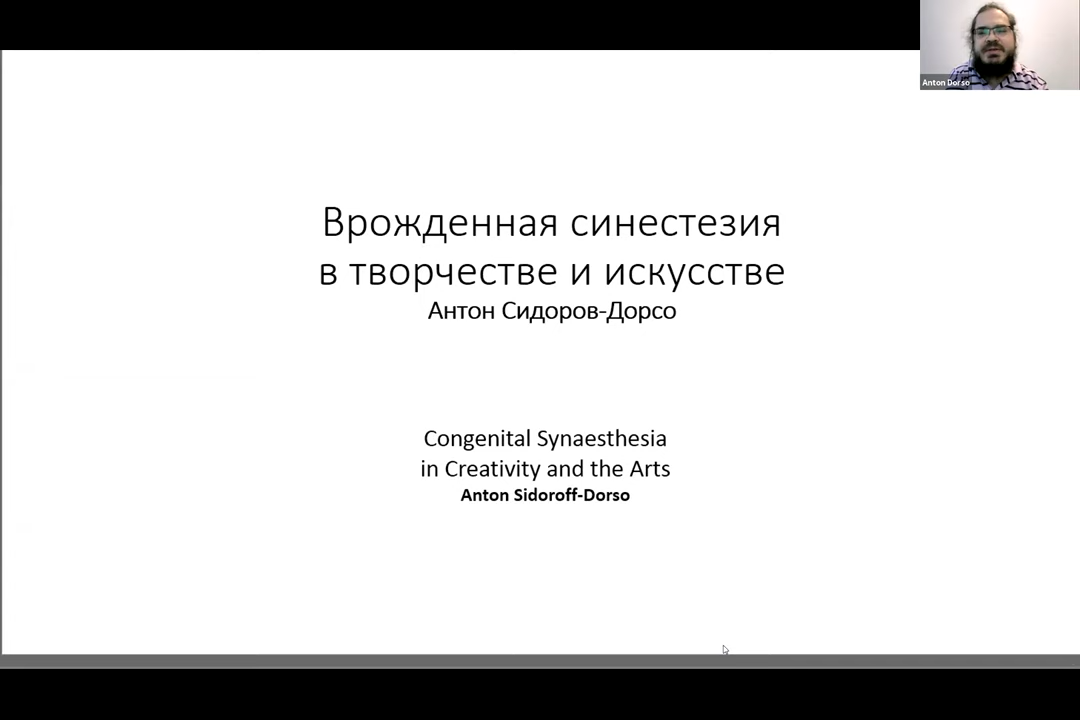 Anton Dorso
Врожденная синестезия
в творчестве и искусстве
Антон Сидоров-Дорсо
Congenital Synaesthesia
in Creativity and the Arts
Anton Sidoroff-Dorso